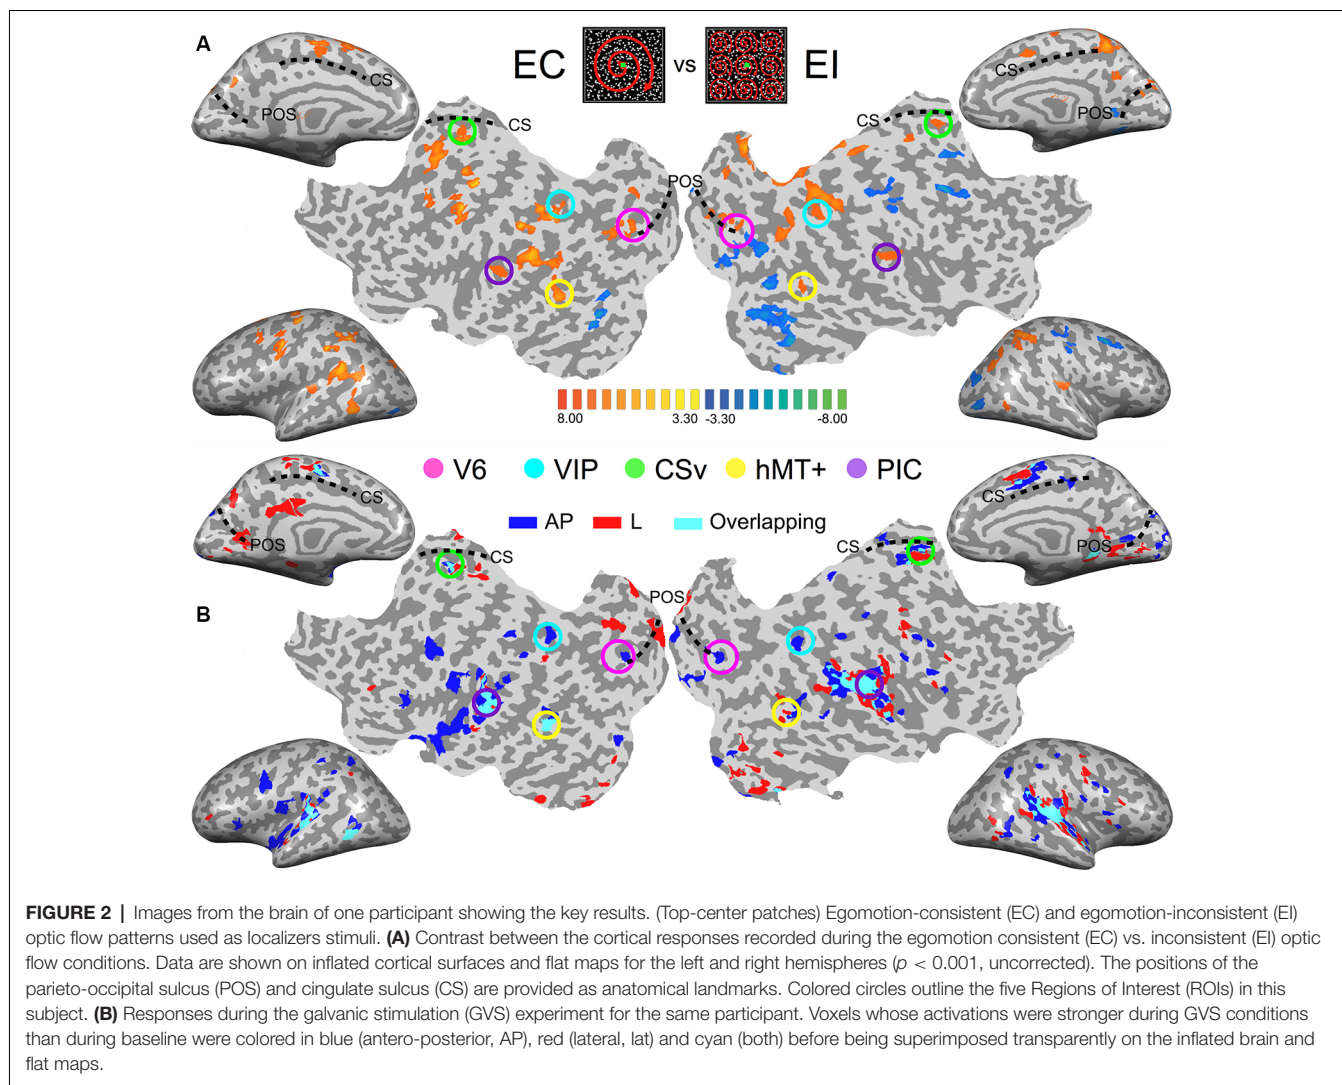 A
EC vs EI
CS
POS
CS
POS
CS
CS
POS
8.00 3.30 -3.30 -8.00
V6 VIP CSv hMT+ PIC
AP L Overlapping
CS
POS
CS
POS
CS
CS
B
POS
FIGURE 2 | Images from the brain of one participant showing the key results. (Top-center patches) Egomotion-consistent (EC) and egomotion-inconsistent (EI)
optic flow patterns used as localizers stimuli. (A) Contrast between the cortical responses recorded during the egomotion consistent (EC) vs. inconsistent (EI) optic
flow conditions. Data are shown on inflated cortical surfaces and flat maps for the left and right hemispheres (p < 0.001, uncorrected). The positions of the
parieto-occipital sulcus (POS) and cingulate sulcus (CS) are provided as anatomical landmarks. Colored circles outline the five Regions of Interest (ROIs) in this
subject. (B) Responses during the galvanic stimulation (GVS) experiment for the same participant. Voxels whose activations were stronger during GVS conditions
than during baseline were colored in blue (antero-posterior, AP), red (lateral, lat) and cyan (both) before being superimposed transparently on the inflated brain and
flat maps.